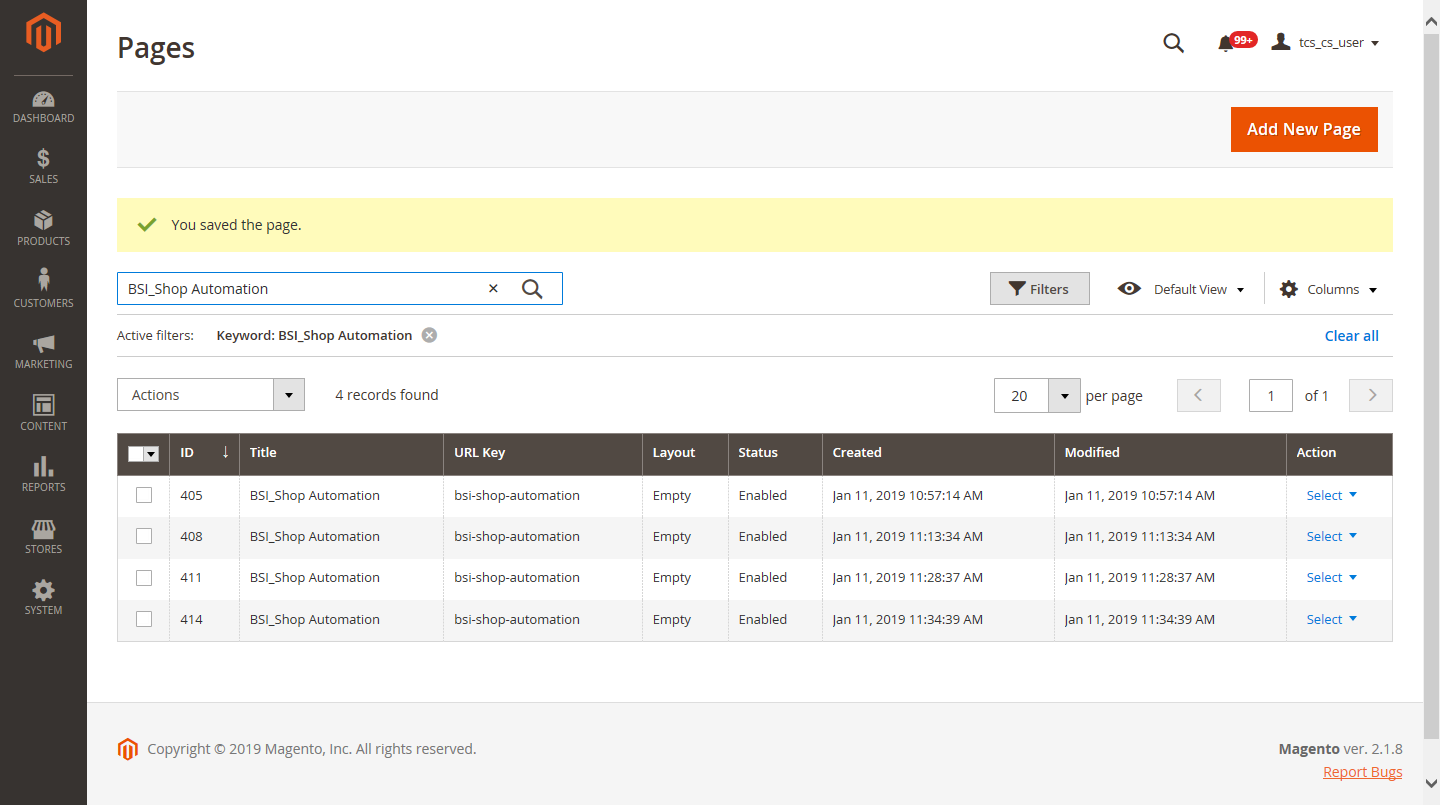 Pages
99+
tcs_cs_user
DASHBOARD
SALES
PRODUCTS
CUSTOMERS
MARKETING
CONTENT
REPORTS
STORES
SYSTEM
Add New Page
You saved the page.
BSI_Shop Automation
Filters
Default View
Columns
Active filters: Keyword: BSI_Shop Automation
Clear all
Actions
4 records found
20 per page
1 of 1
ID Title URL Key Layout Status Created Modified Action
405 BSI_Shop Automation bsi-shop-automation Empty Enabled Jan 11, 2019 10:57:14 AM Jan 11, 2019 10:57:14 AM Select
408 BSI_Shop Automation bsi-shop-automation Empty Enabled Jan 11, 2019 11:13:34 AM Jan 11, 2019 11:13:34 AM Select
411 BSI_Shop Automation bsi-shop-automation Empty Enabled Jan 11, 2019 11:28:37 AM Jan 11, 2019 11:28:37 AM Select
414 BSI_Shop Automation bsi-shop-automation Empty Enabled Jan 11, 2019 11:34:39 AM Jan 11, 2019 11:34:39 AM Select
Copyright © 2019 Magento, Inc. All rights reserved.
Magento ver. 2.1.8
Report Bugs